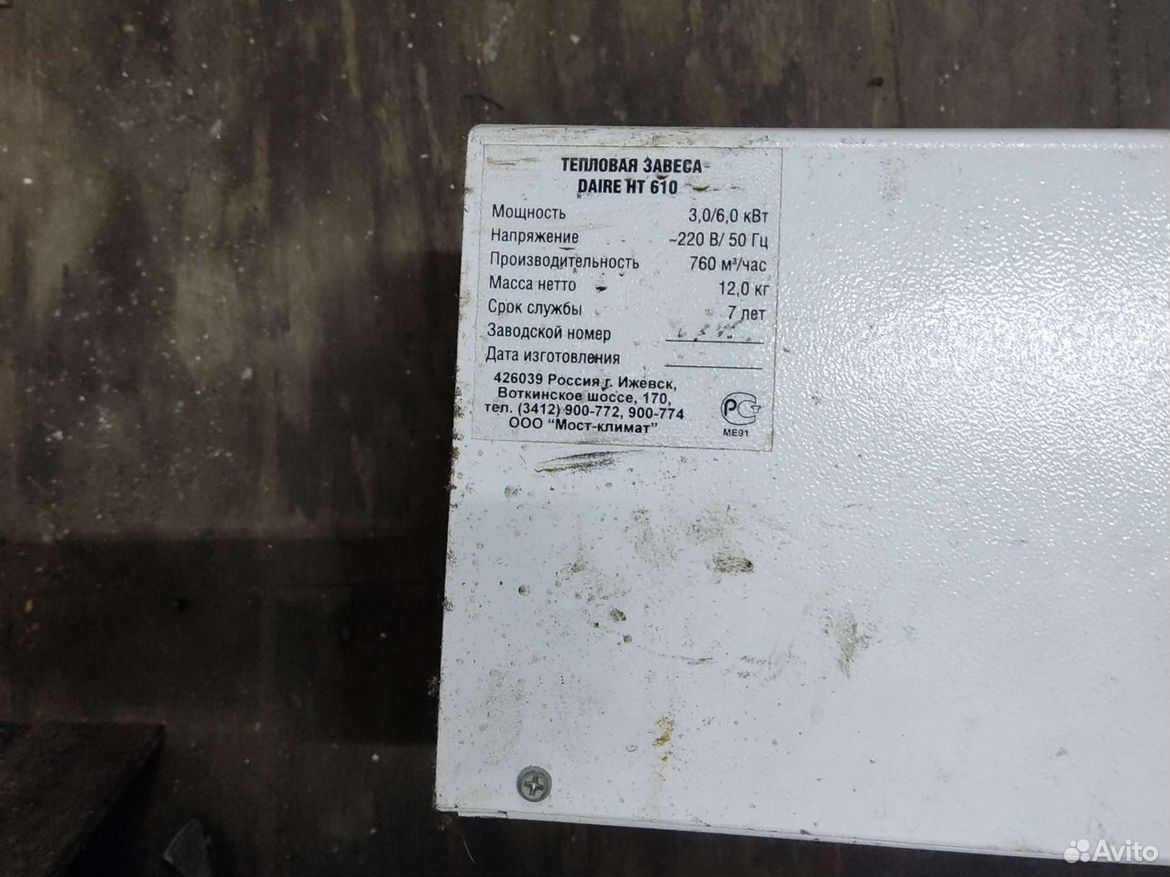 ТЕПЛОВАЯ ЗАВЕСА
DAIRE HT 610
Мощность 3,0/6,0 кВт
Напряжение ~220 В/ 50 Гц
Производительность 760 м³/час
Масса нетто 12,0 кг
Срок службы 7 лет
Заводской номер
Дата изготовления
426039 Россия г. Ижевск,
Воткинское шоссе, 170,
тел. (3412) 900-772, 900-774
ООО "Мост-климат"
РС
МЕ91
Avito